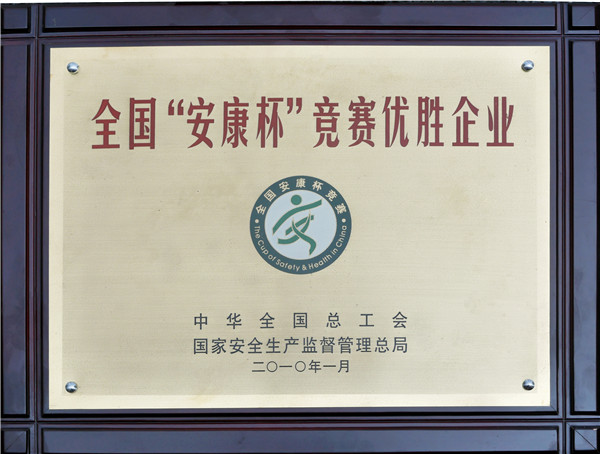 全国“安康杯”竞赛优胜企业
全国安康杯竞赛
The Cup of Safety & Health in China
中华全国总工会
国家安全生产监督管理总局
二〇一〇年一月